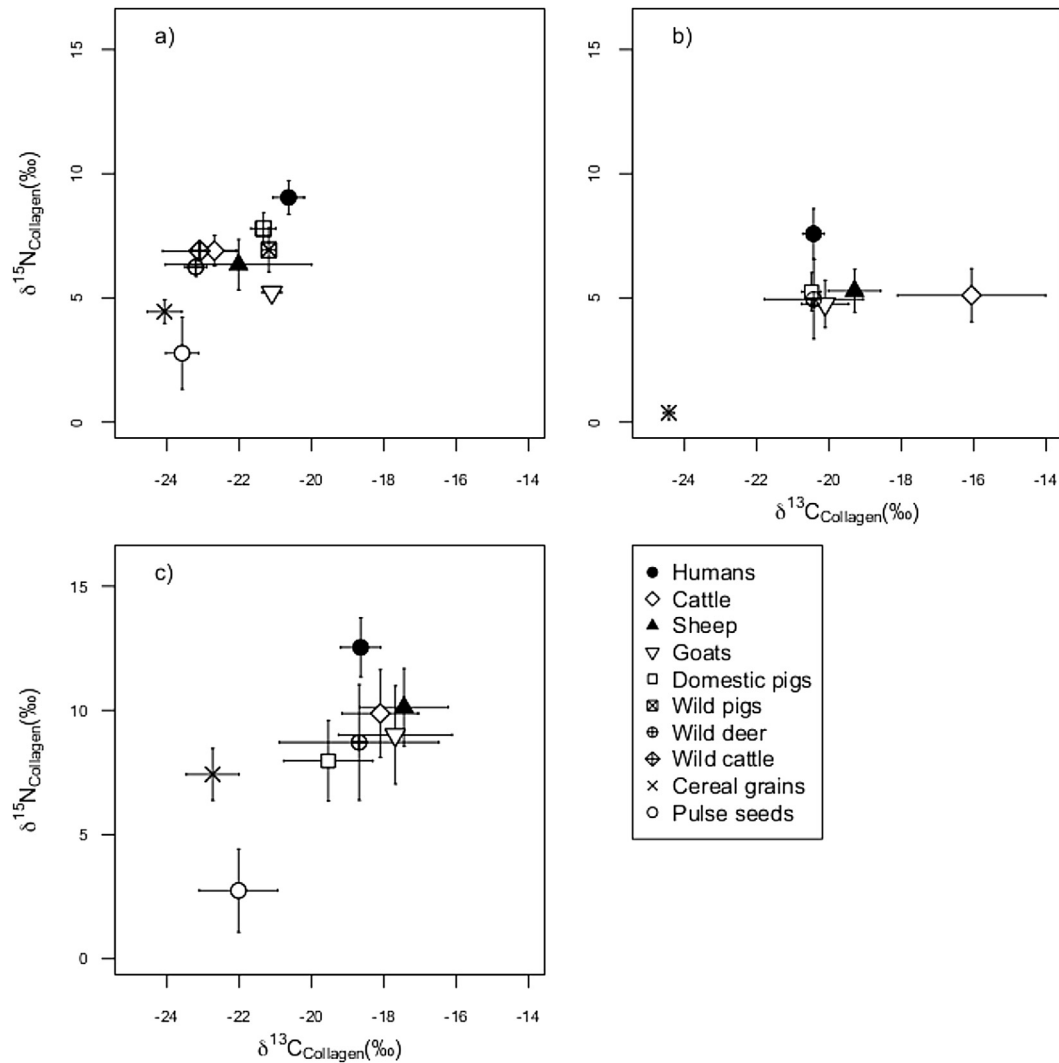 a)
15
10
5
0
δ15NCollagen(‰)
-24 -22 -20 -18 -16 -14
b)
15
10
5
0
-24 -22 -20 -18 -16 -14
δ13CCollagen(‰)
c)
15
10
5
0
δ15NCollagen(‰)
-24 -22 -20 -18 -16 -14
δ13CCollagen(‰)
Humans
Cattle
Sheep
Goats
Domestic pigs
Wild pigs
Wild deer
Wild cattle
Cereal grains
Pulse seeds